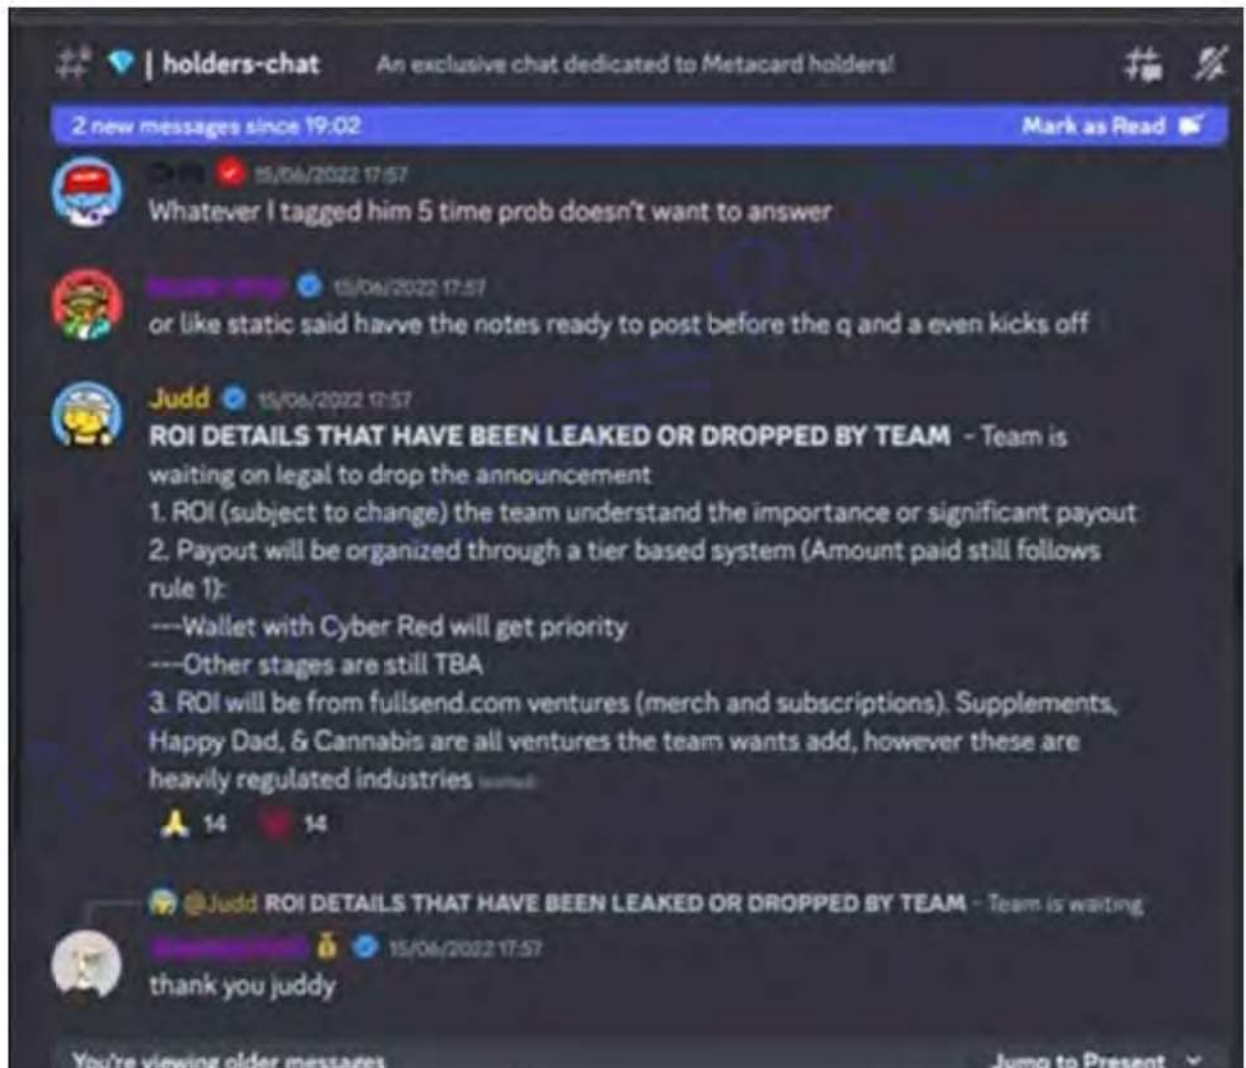 | holders-chat An exclusive chat dedicated to Metacard holders!
2 new messages since 19:02 Mark as Read
15/06/2022 17:57
Whatever I tagged him 5 time prob doesn't want to answer
15/06/2022 17:57
or like static said havve the notes ready to post before the q and a even kicks off
Judd 15/06/2022 17:57
ROI DETAILS THAT HAVE BEEN LEAKED OR DROPPED BY TEAM - Team is
waiting on legal to drop the announcement
1. ROI (subject to change) the team understand the importance or significant payout
2. Payout will be organized through a tier based system (Amount paid still follows
rule 1):
---Wallet with Cyber Red will get priority
---Other stages are still TBA
3. ROI will be from fullsend.com ventures (merch and subscriptions). Supplements,
Happy Dad, & Cannabis are all ventures the team wants add, however these are
heavily regulated industries (edited)
14 14
@Judd ROI DETAILS THAT HAVE BEEN LEAKED OR DROPPED BY TEAM - Team is waiting
15/06/2022 17:57
thank you juddy
You're viewing older messages Jump to Present